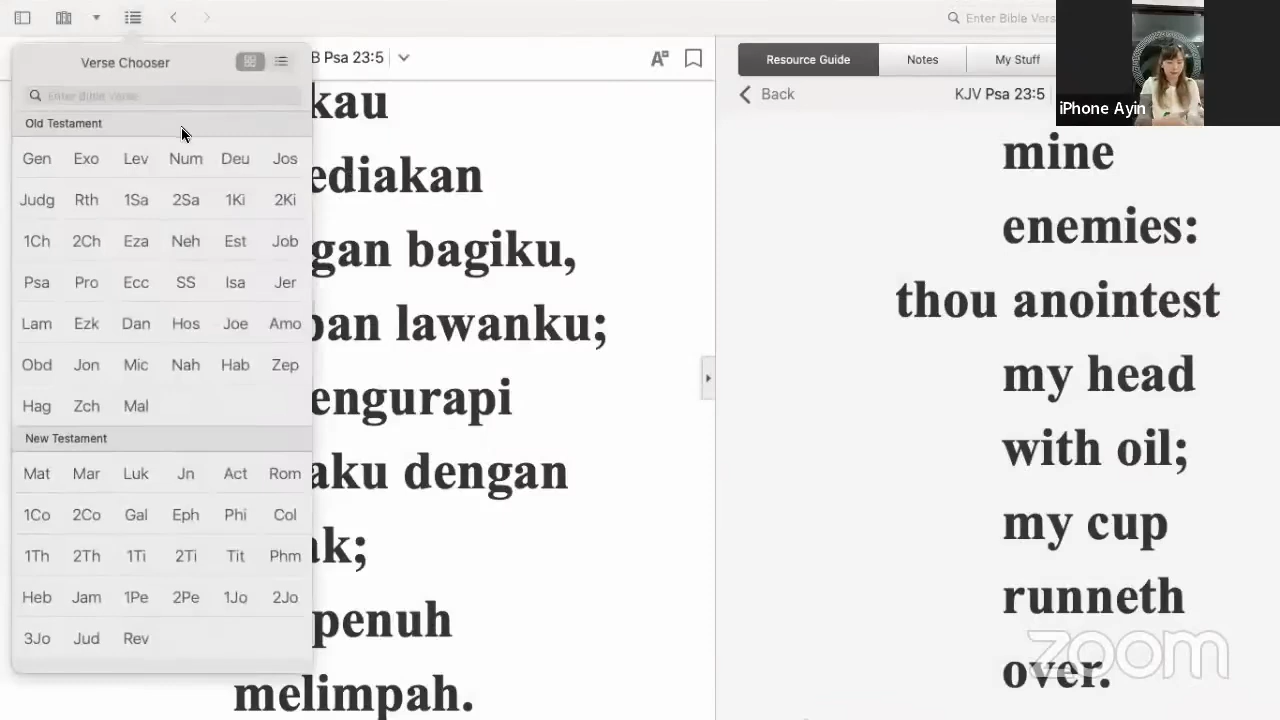 Enter Bible Vers
Verse Chooser
Enter Bible Verse
Old Testament
Gen Exo Lev Num Deu Jos
Judg Rth 1Sa 2Sa 1Ki 2Ki
1Ch 2Ch Eza Neh Est Job
Psa Pro Ecc SS Isa Jer
Lam Ezk Dan Hos Joe Amo
Obd Jon Mic Nah Hab Zep
Hag Zch Mal
New Testament
Mat Mar Luk Jn Act Rom
1Co 2Co Gal Eph Phi Col
1Th 2Th 1Ti 2Ti Tit Phm
Heb Jam 1Pe 2Pe 1Jo 2Jo
3Jo Jud Rev
B Psa 23:5
kau
ediakan
gan bagiku,
pan lawanku;
engurapi
aku dengan
ak;
penuh
melimpah.
Resource Guide Notes My Stuff
Back KJV Psa 23:5
mine
enemies:
thou anointest
my head
with oil;
my cup
runneth
over.
iPhone Ayin
zoom